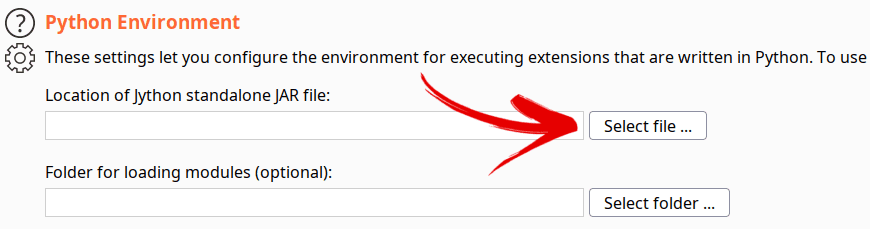 Python Environment
These settings let you configure the environment for executing extensions that are written in Python. To use
Location of Jython standalone JAR file:
Select file ...
Folder for loading modules (optional):
Select folder ...